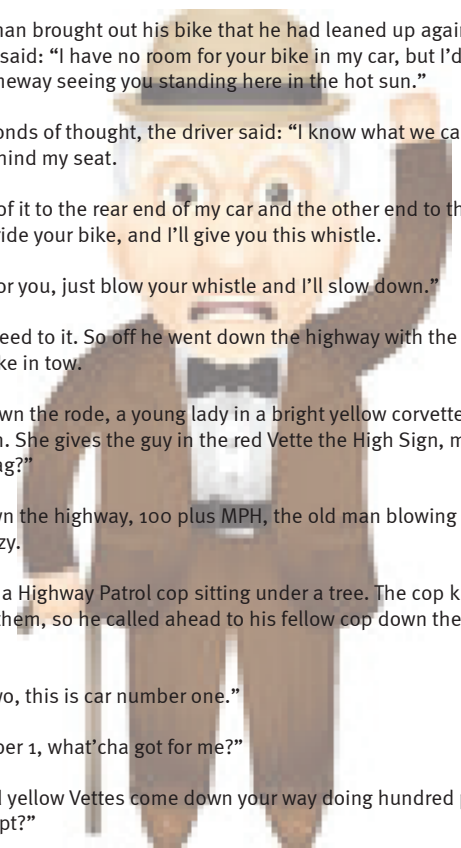 nan brought out his bike that he had leaned up agai
said: “I have no room for your bike in my car, but I’d
neway seeing you standing here in the hot sun.”
onds of thought, the driver said: “I know what we ca
hind my seat.
of it to the rear end of my car and the other end to th
ide your bike, and I’ll give you this whistle.
or you, just blow your whistle and I’ll slow down.”
eed to it. So off he went down the highway with the
ke in tow.
wn the rode, a young lady in a bright yellow corvette
n. She gives the guy in the red Vette the High Sign, m
ag?”
vn the highway, 100 plus MPH, the old man blowing
zy.
a Highway Patrol cop sitting under a tree. The cop k
them, so he called ahead to his fellow cop down the
vo, this is car number one.”
ber 1, what’cha got for me?”
d yellow Vettes come down your way doing hundred p
pt?”